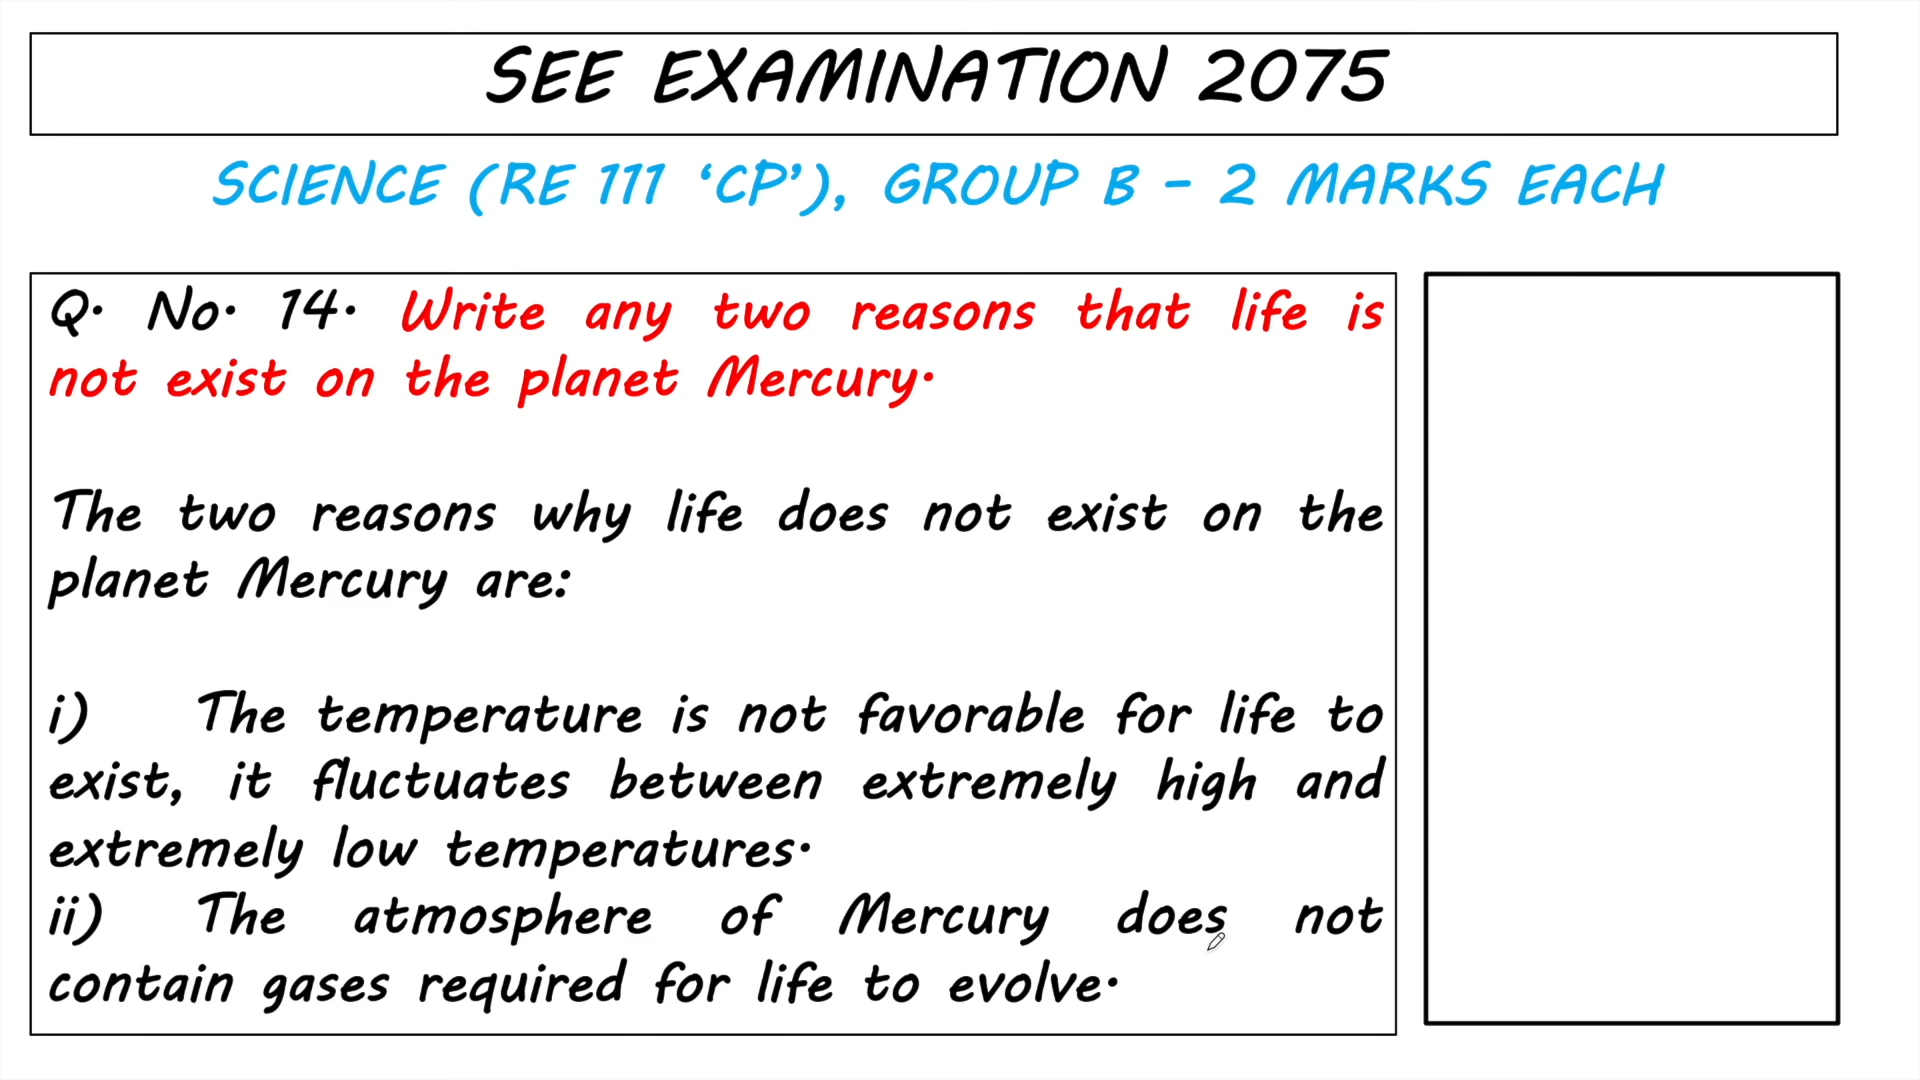 SEE EXAMINATION 2075
SCIENCE (RE 111 ‘CP’), GROUP B – 2 MARKS EACH
Q. No. 14. Write any two reasons that life is
not exist on the planet Mercury.
The two reasons why life does not exist on the
planet Mercury are:
i) The temperature is not favorable for life to
exist, it fluctuates between extremely high and
extremely low temperatures.
ii) The atmosphere of Mercury does not
contain gases required for life to evolve.